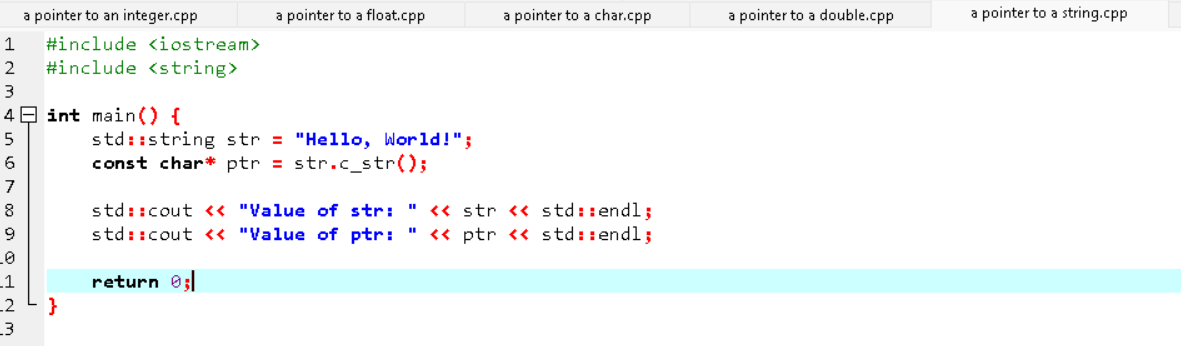 a pointer to an integer.cpp a pointer to a float.cpp a pointer to a char.cpp a pointer to a double.cpp a pointer to a string.cpp
1 #include <iostream>
2 #include <string>
3
4 int main() {
5 std::string str = "Hello, World!";
6 const char* ptr = str.c_str();
7
8 std::cout << "Value of str: " << str << std::endl;
9 std::cout << "Value of ptr: " << ptr << std::endl;
10
11 return 0;
12 }
13